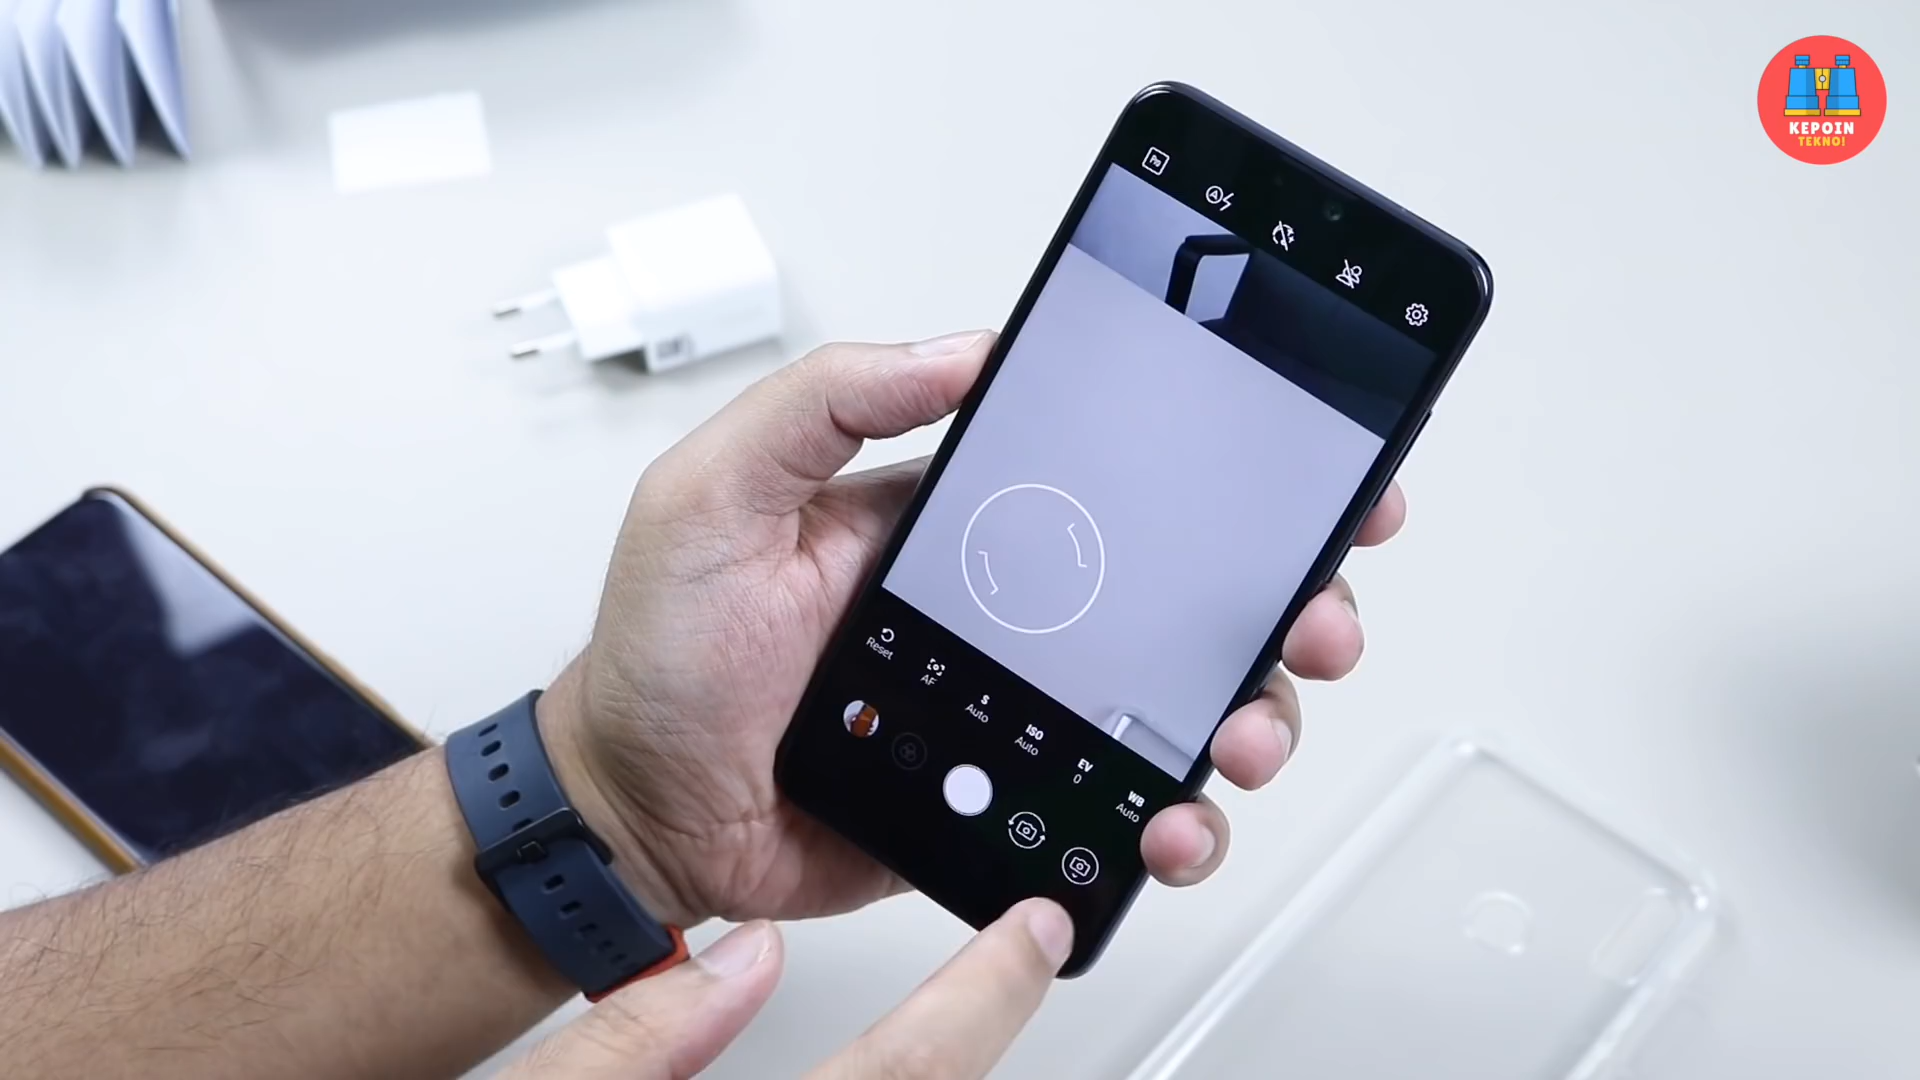 KEPOIN
TEKNO!
Pro
A
Reset
AF
S
Auto
ISO
Auto
EV
0
WB
Auto